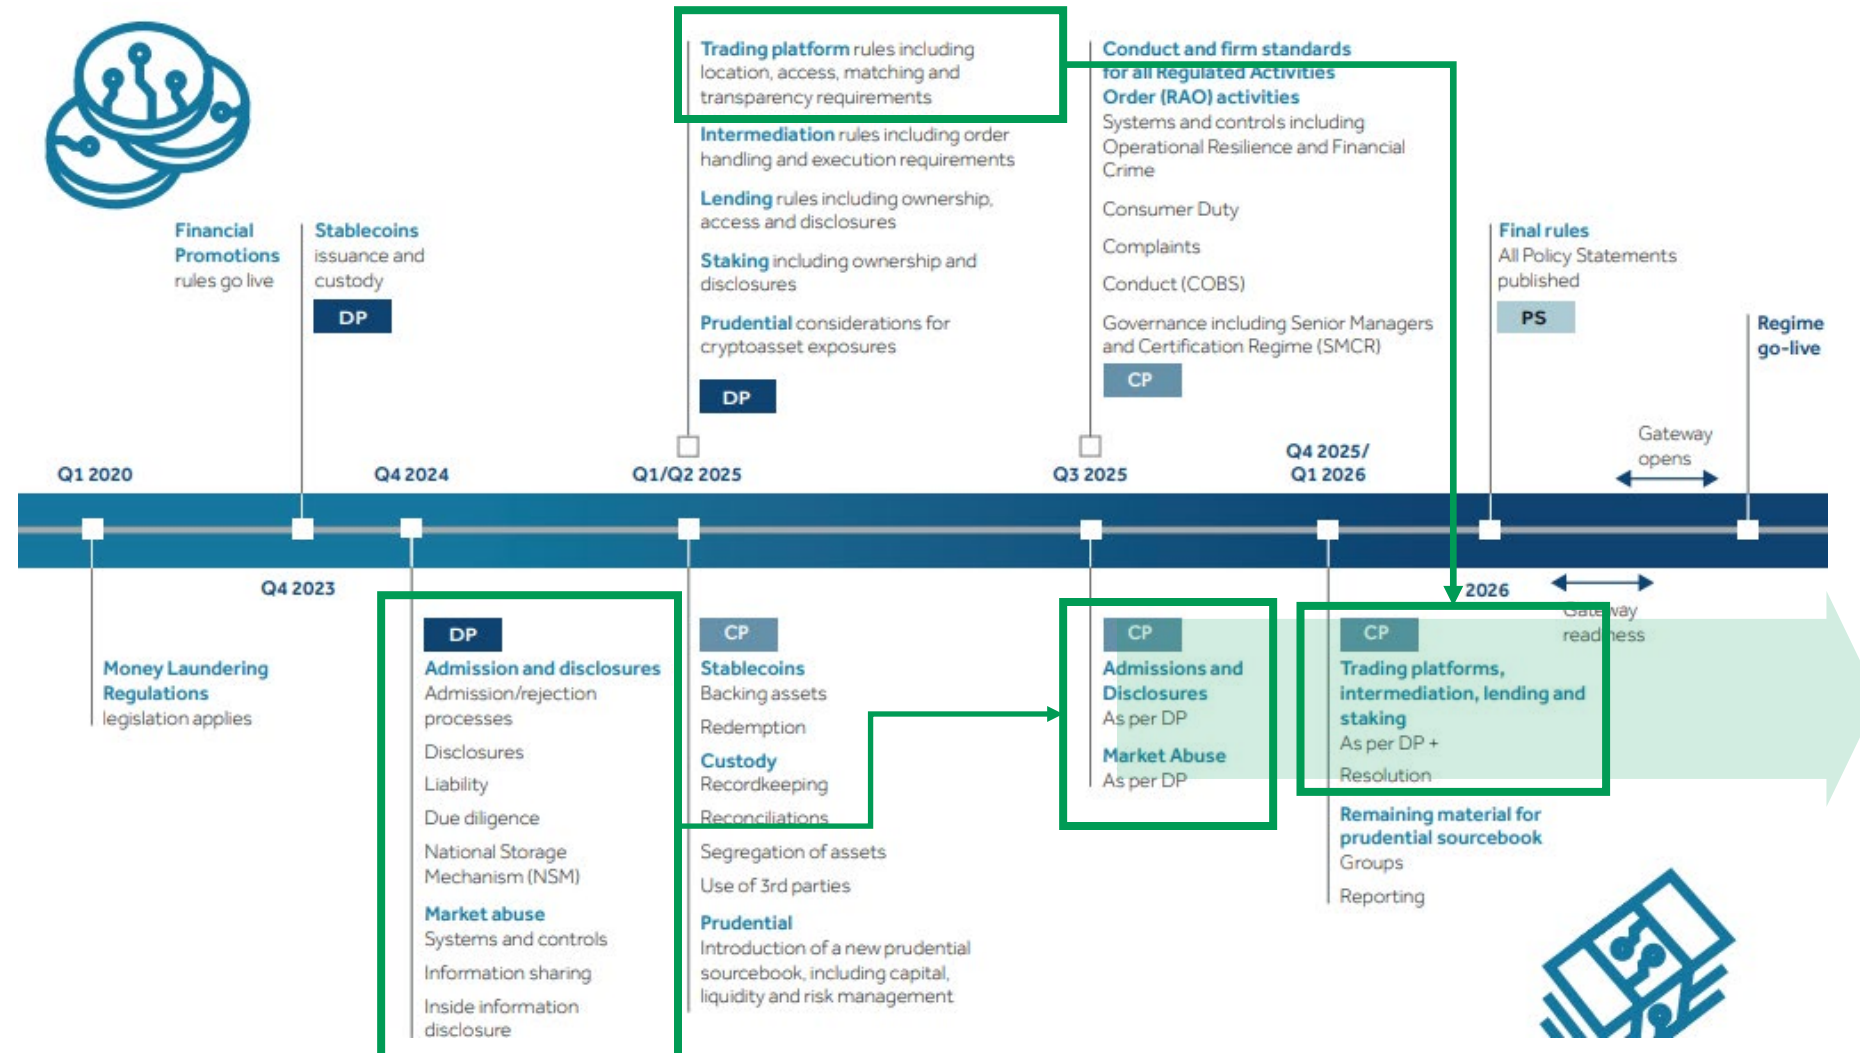 Financial
Promotions
rules go live
Stablecoins
issuance and
custody
DP
Trading platform rules including
location, access, matching and
transparency requirements
Intermediation rules including order
handling and execution requirements
Lending rules including ownership,
access and disclosures
Staking including ownership and
disclosures
Prudential considerations for
cryptoasset exposures
DP
Conduct and firm standards
for all Regulated Activities
Order (RAO) activities
Systems and controls including
Operational Resilience and Financial
Crime
Consumer Duty
Complaints
Conduct (COBS)
Governance including Senior Managers
and Certification Regime (SMCR)
CP
Final rules
All Policy Statements
published
PS
Regime
go-live
Gateway
opens
Q1 2020
Q4 2024
Q1/Q2 2025
Q3 2025
Q4 2025/
Q1 2026
Q4 2023
2026
Gateway
readiness
Money Laundering
Regulations
legislation applies
DP
Admission and disclosures
Admission/rejection
processes
Disclosures
Liability
Due diligence
National Storage
Mechanism (NSM)
Market abuse
Systems and controls
Information sharing
Inside information
disclosure
CP
Stablecoins
Backing assets
Redemption
Custody
Recordkeeping
Reconciliations
Segregation of assets
Use of 3rd parties
Prudential
Introduction of a new prudential
sourcebook, including capital,
liquidity and risk management
CP
Admissions and
Disclosures
As per DP
Market Abuse
As per DP
CP
Trading platforms,
intermediation, lending and
staking
As per DP +
Resolution
Remaining material for
prudential sourcebook
Groups
Reporting